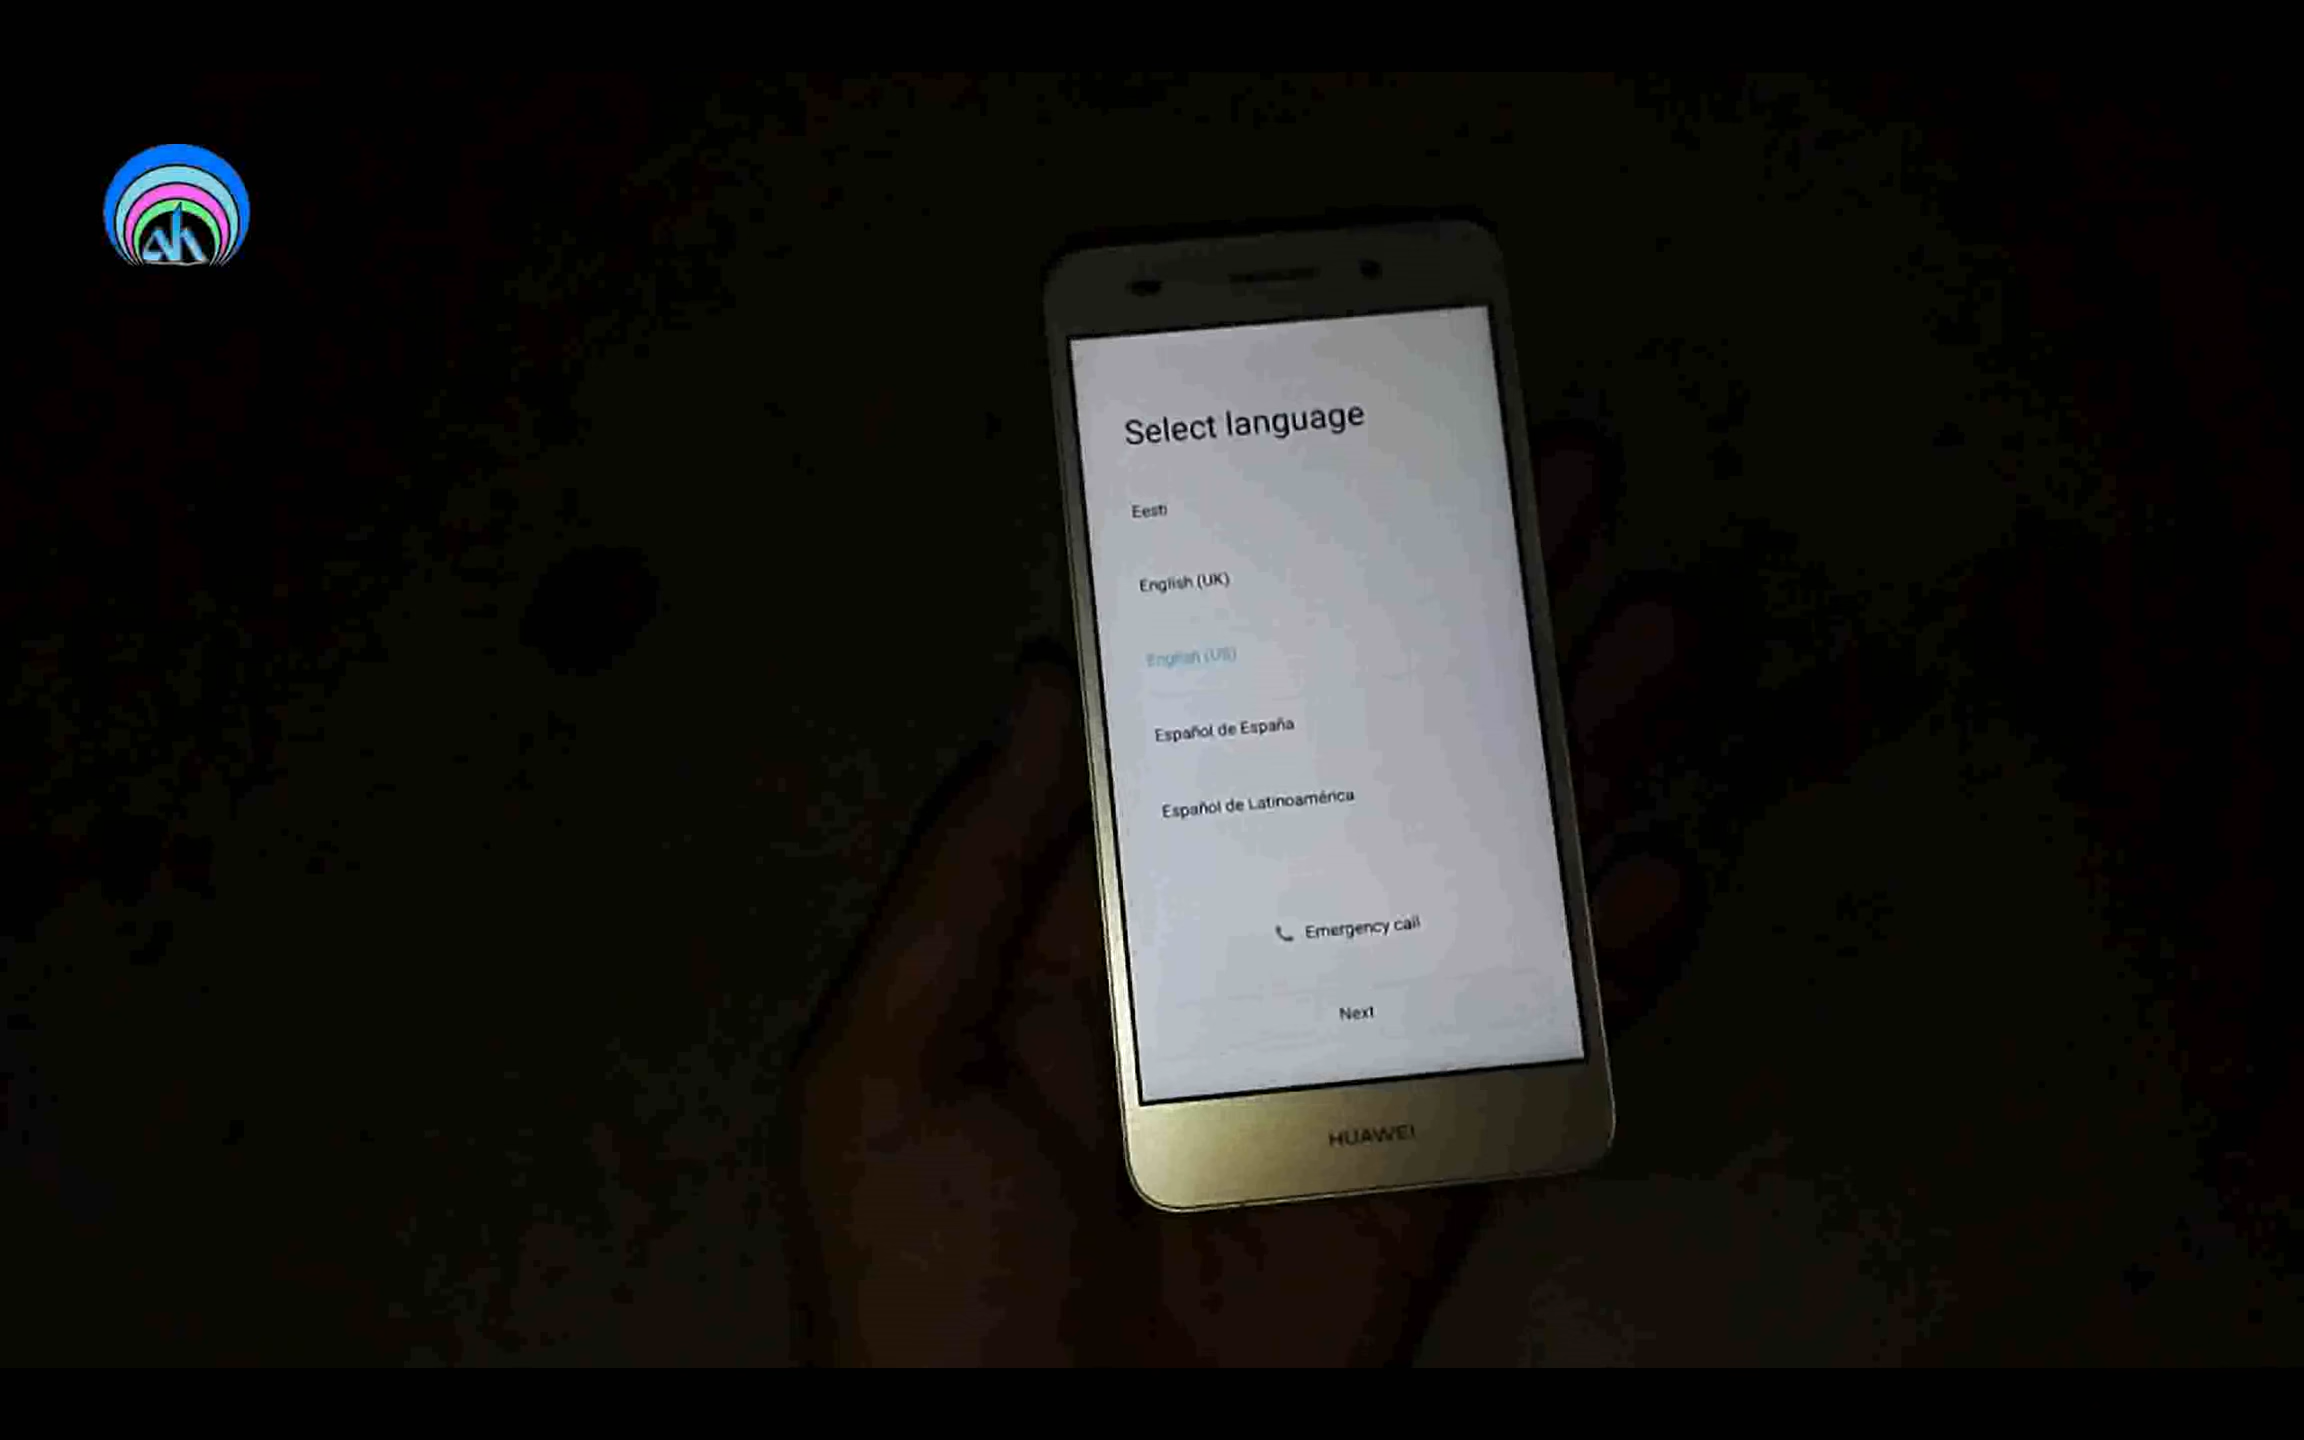 Select language
Eesti
English (UK)
English (US)
Español de España
Español de Latinoamérica
Emergency call
Next
HUAWEI